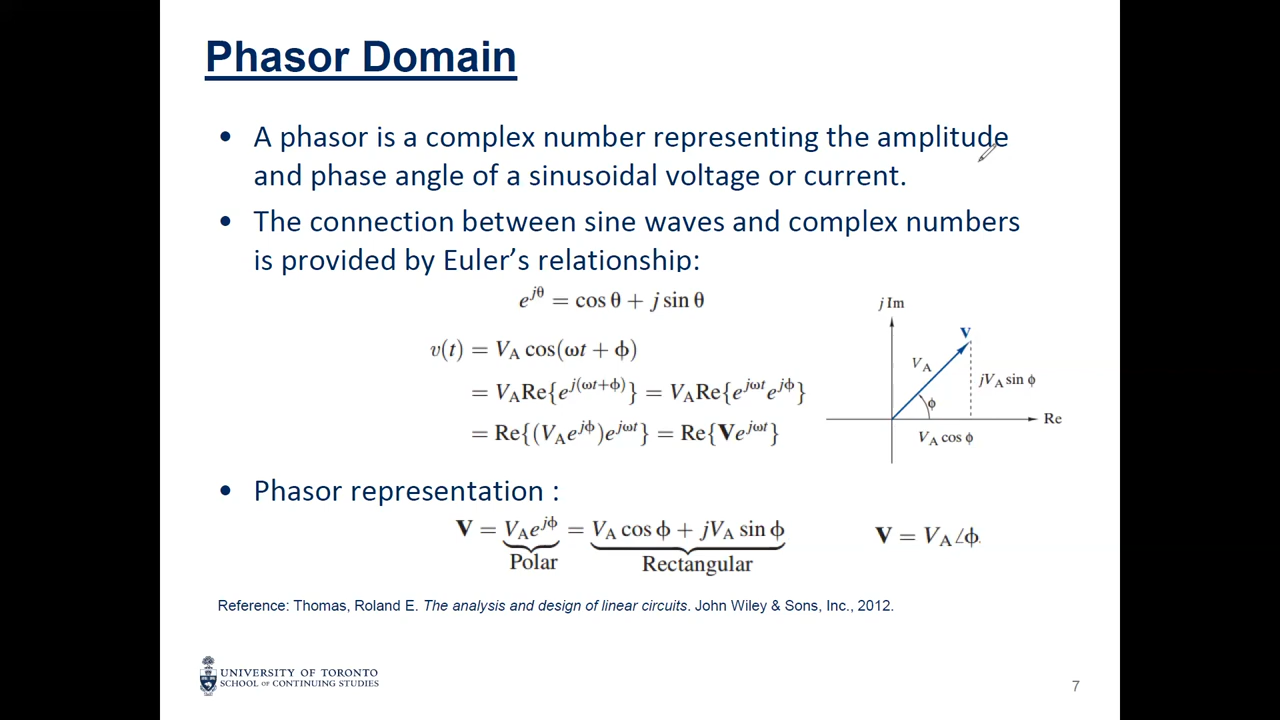 Phasor Domain
• A phasor is a complex number representing the amplitude
and phase angle of a sinusoidal voltage or current.
• The connection between sine waves and complex numbers
is provided by Euler's relationship:
e^{jθ} = cos θ + j sin θ
v(t) = V_A cos(ωt + ϕ)
= V_A Re{e^{j(ωt+ϕ)}} = V_A Re{e^{jωt} e^{jϕ}}
= Re{(V_A e^{jϕ})e^{jωt}} = Re{Ve^{jωt}}
j Im
V
V_A
jV_A sin ϕ
ϕ
Re
V_A cos ϕ
• Phasor representation :
V = V_A e^{jϕ} = V_A cos ϕ + jV_A sin ϕ
Polar
Rectangular
V = V_A∠ϕ.
Reference: Thomas, Roland E. The analysis and design of linear circuits. John Wiley & Sons, Inc., 2012.
UNIVERSITY OF TORONTO
SCHOOL OF CONTINUING STUDIES
7